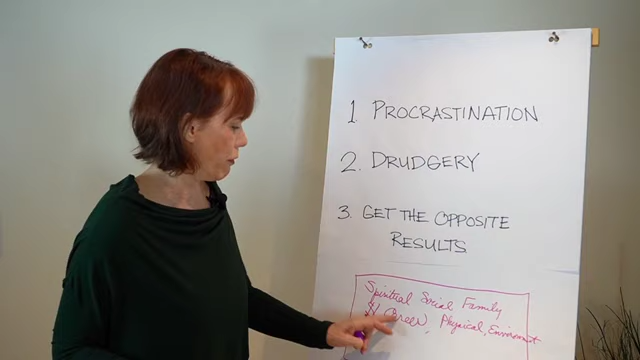 1. PROCRASTINATION
2. DRUDGERY
3. GET THE OPPOSITE
RESULTS
Spiritual Social Family
$/Career, Physical, Environment